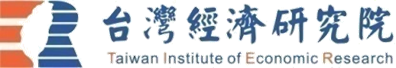 台灣經濟研究院
Taiwan Institute of Economic Research